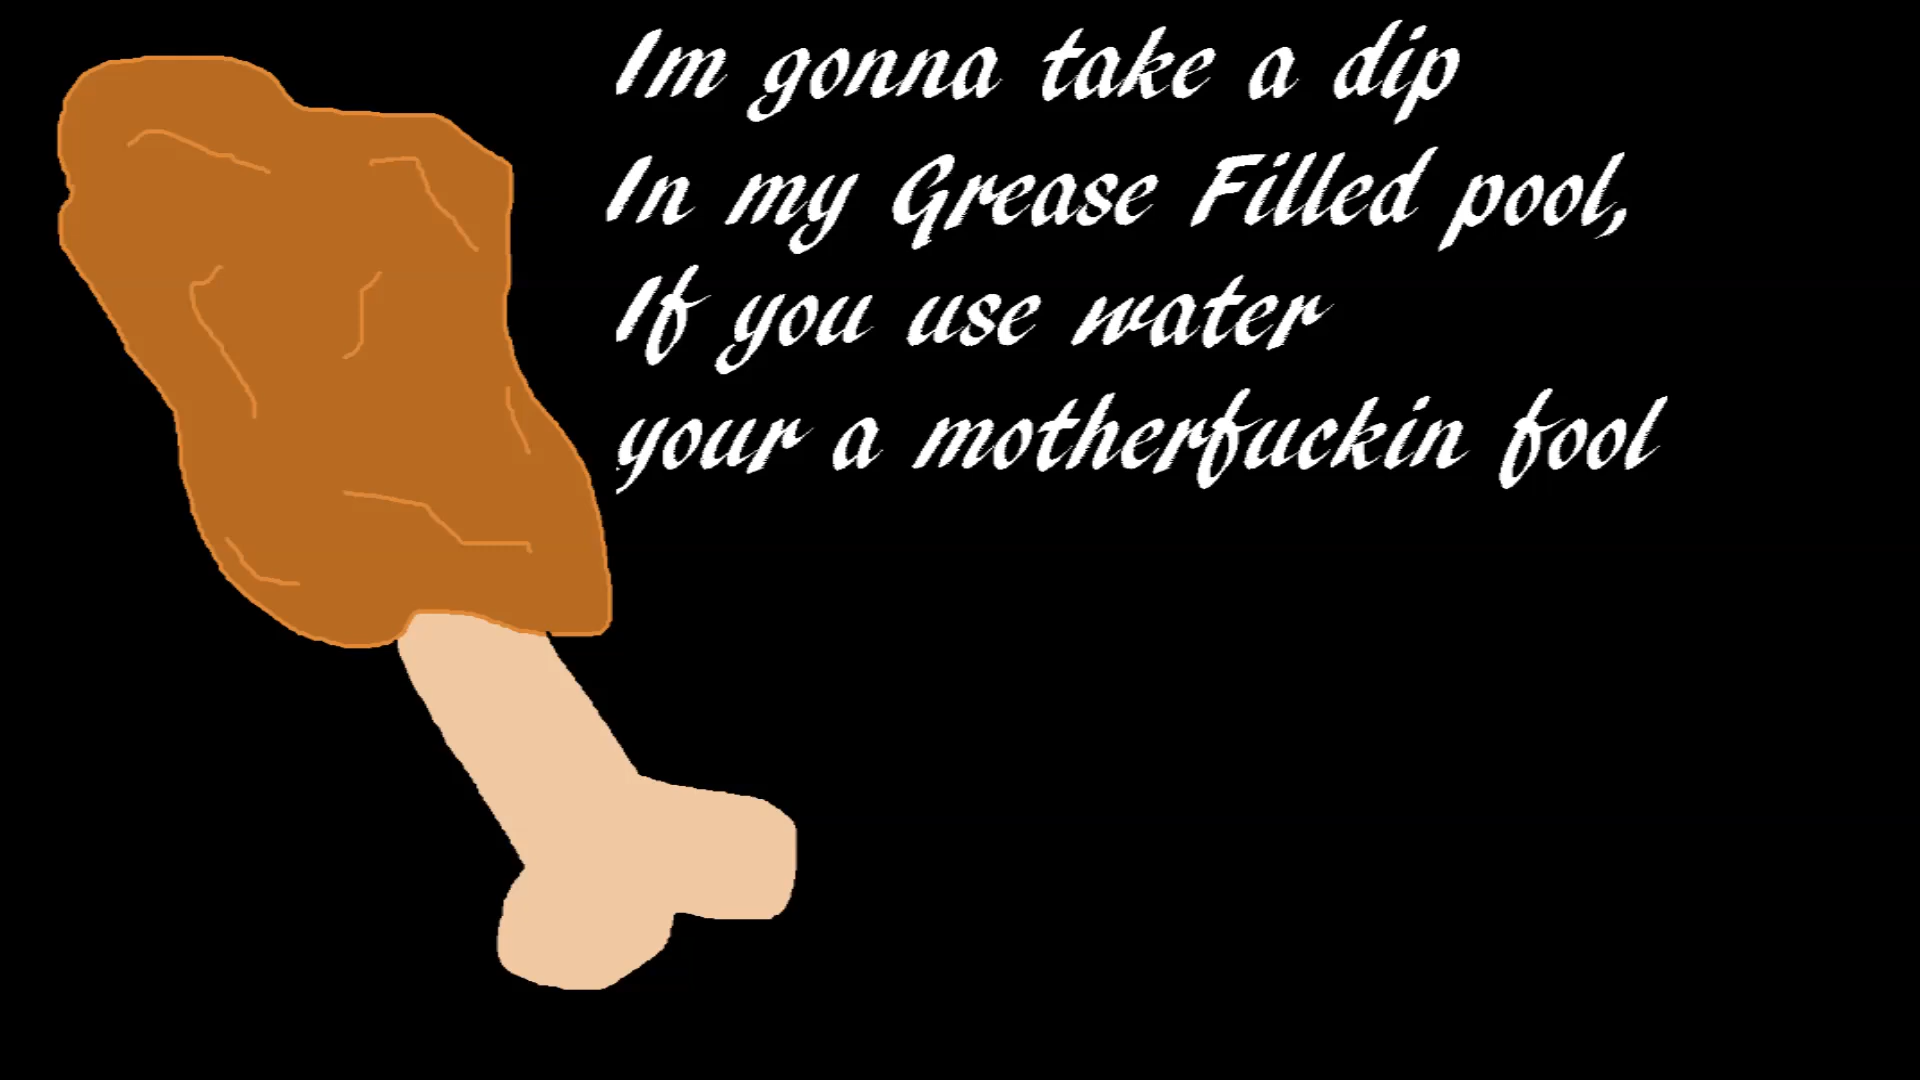 Im gonna take a dip
In my Grease Filled pool,
If you use water
your a motherfuckin fool